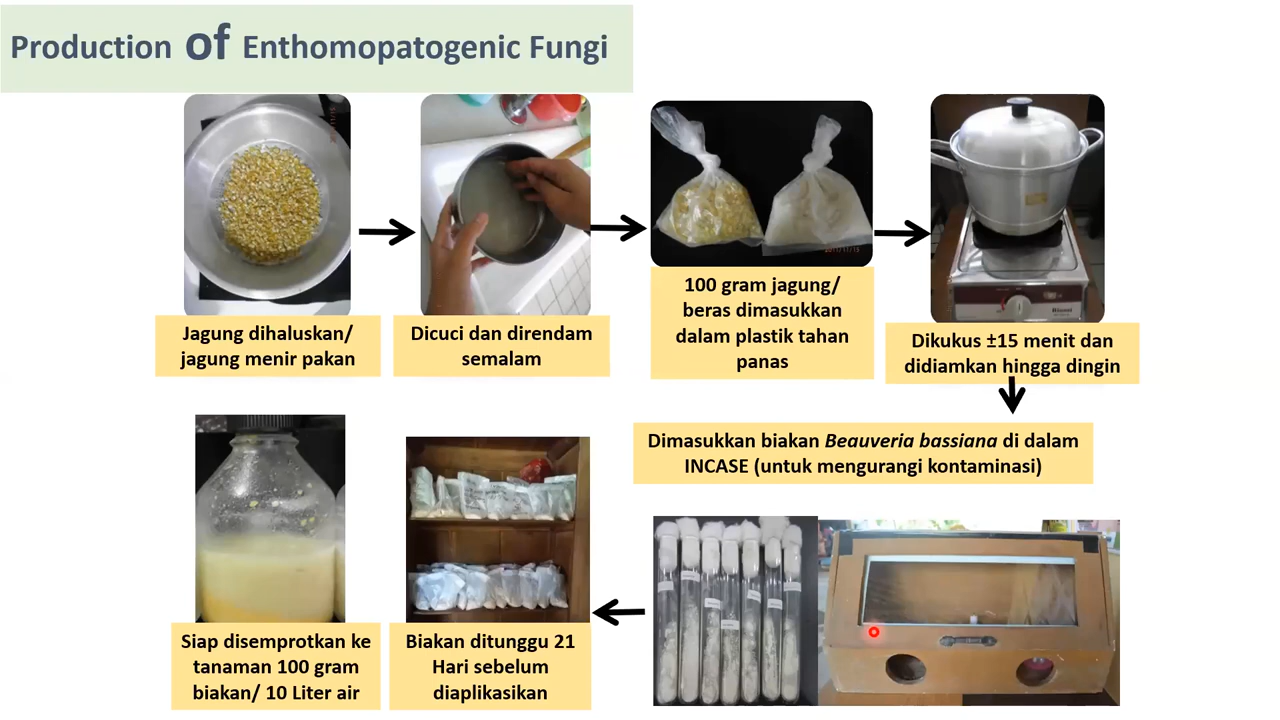 Production of Enthomopatogenic Fungi
Jagung dihaluskan/
jagung menir pakan
Dicuci dan direndam
semalam
100 gram jagung/
beras dimasukkan
dalam plastik tahan
panas
Dikukus ±15 menit dan
didiamkan hingga dingin
Dimasukkan biakan Beauveria bassiana di dalam
INCASE (untuk mengurangi kontaminasi)
Siap disemprotkan ke
tanaman 100 gram
biakan/ 10 Liter air
Biakan ditunggu 21
Hari sebelum
diaplikasikan